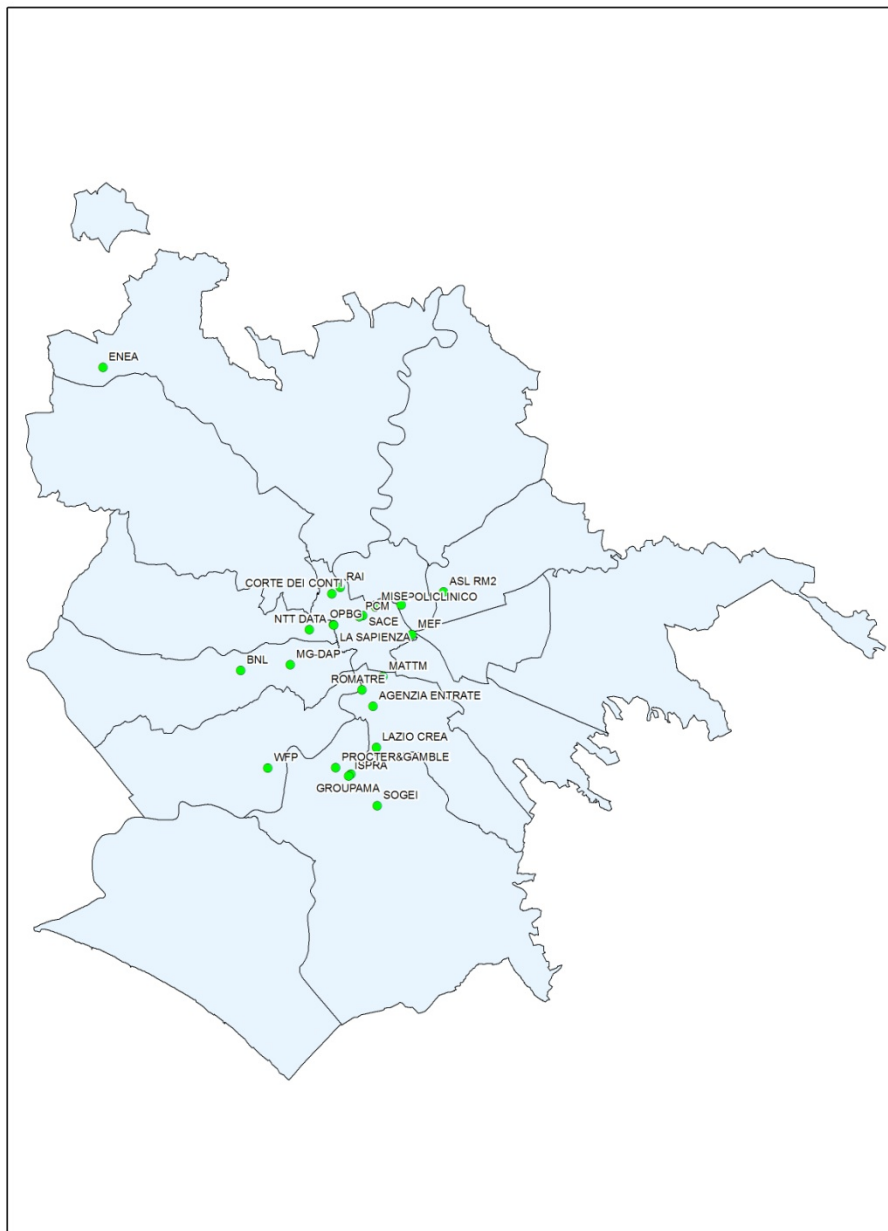 ENEA
RAI
CORTE DEI CONTI
ASL RM2
MISE
POLICLINICO
PCM
OPBG
SACE
NTT DATA
MEF
LA SAPIENZA
MG-DAP
BNL
MATTM
ROMATRE
AGENZIA ENTRATE
LAZIO CREA
PROCTER&GAMBLE
WFP
ISPRA
GROUPAMA
SOGEI